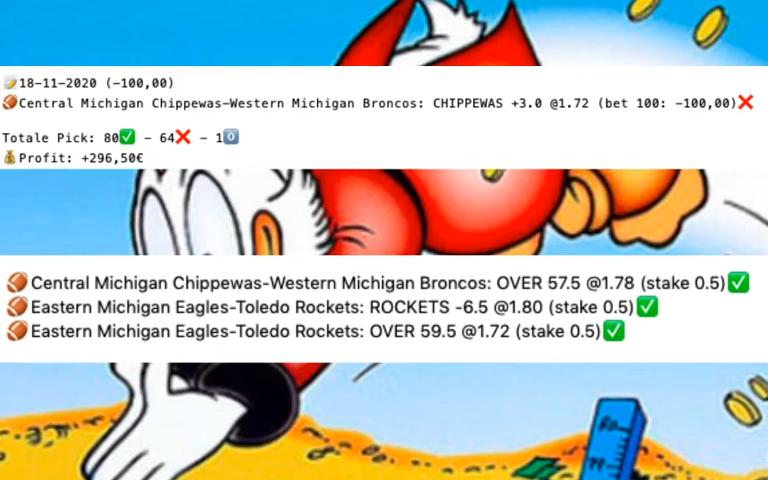 📝18-11-2020 (-100,00)
🏈Central Michigan Chippewas-Western Michigan Broncos: CHIPPEWAS +3.0 @1.72 (bet 100: -100,00)❌
Totale Pick: 80✅ - 64❌ - 10️⃣
💰Profit: +296,50€
🏈Central Michigan Chippewas-Western Michigan Broncos: OVER 57.5 @1.78 (stake 0.5)✅
🏈Eastern Michigan Eagles-Toledo Rockets: ROCKETS -6.5 @1.80 (stake 0.5)✅
🏈Eastern Michigan Eagles-Toledo Rockets: OVER 59.5 @1.72 (stake 0.5)✅